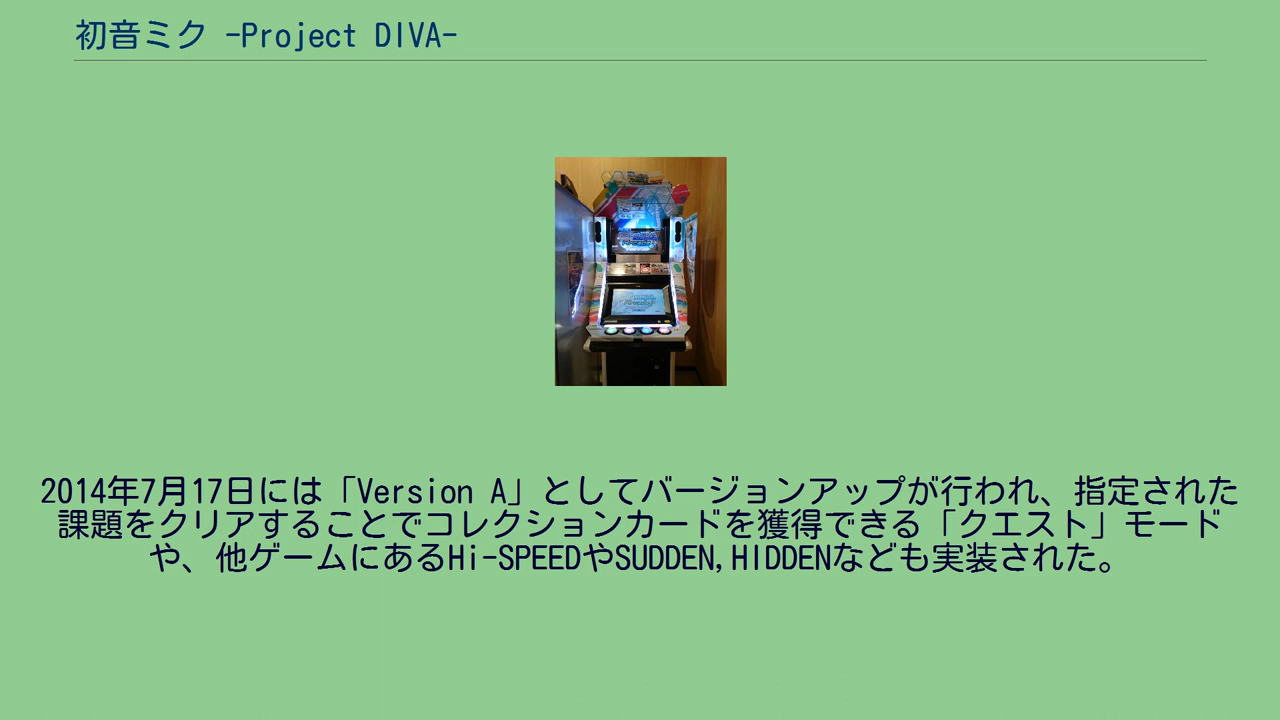 初音ミク -Project DIVA-
2014年7月17日には「Version A」としてバージョンアップが行われ、指定された
課題をクリアすることでコレクションカードを獲得できる「クエスト」モード
や、他ゲームにあるHi-SPEEDやSUDDEN,HIDDENなども実装された。